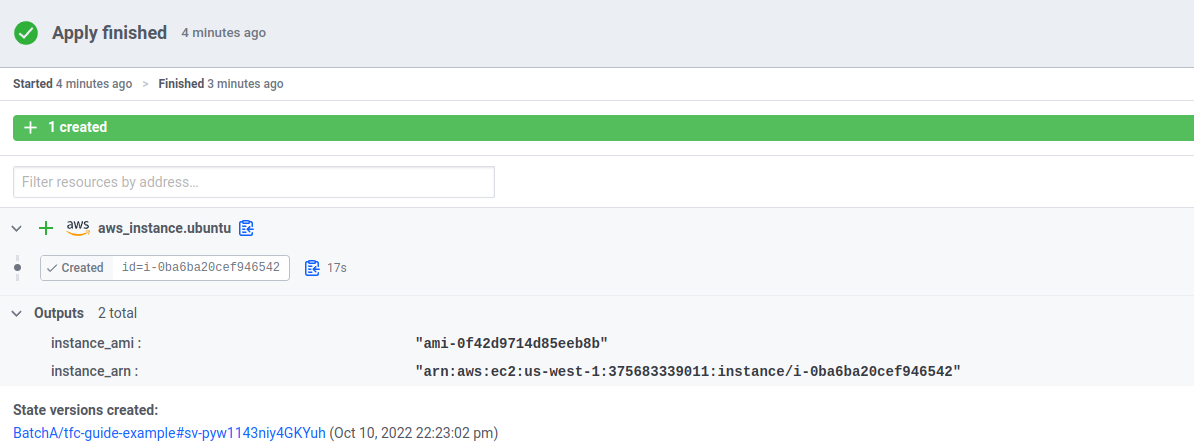 Apply finished 4 minutes ago
Started 4 minutes ago > Finished 3 minutes ago
+ 1 created
Filter resources by address...
aws aws_instance.ubuntu
Created id=i-0ba6ba20cef946542 17s
Outputs 2 total
instance_ami : "ami-0f42d9714d85eeb8b"
instance_arn : "arn:aws:ec2:us-west-1:375683339011:instance/i-0ba6ba20cef946542"
State versions created:
BatchA/tfc-guide-example#sv-pyw1143niy4GKYuh (Oct 10, 2022 22:23:02 pm)